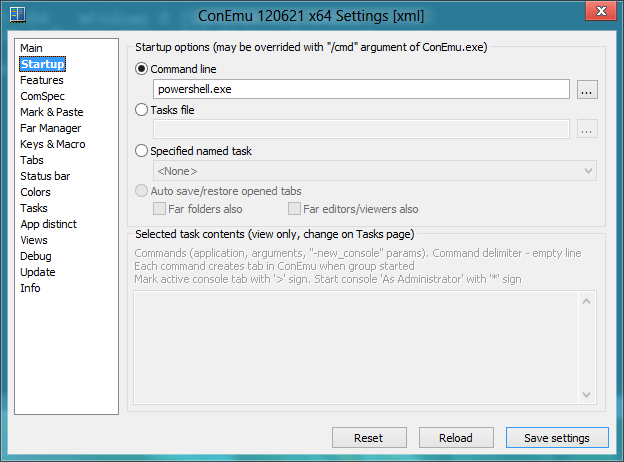 ConEmu 120621 x64 Settings [xml]
Main
Startup
Features
ComSpec
Mark & Paste
Far Manager
Keys & Macro
Tabs
Status bar
Colors
Tasks
App distinct
Views
Debug
Update
Info
Startup options (may be overrided with "/cmd" argument of ConEmu.exe)
Command line
powershell.exe
...
Tasks file
...
Specified named task
<None>
Auto save/restore opened tabs
Far folders also
Far editors/viewers also
Selected task contents (view only, change on Tasks page)
Commands (application, arguments, "-new_console" params). Command delimiter - empty line
Each command creates tab in ConEmu when group started
Mark active console tab with '>' sign. Start console 'As Administrator' with '*' sign
Reset
Reload
Save settings